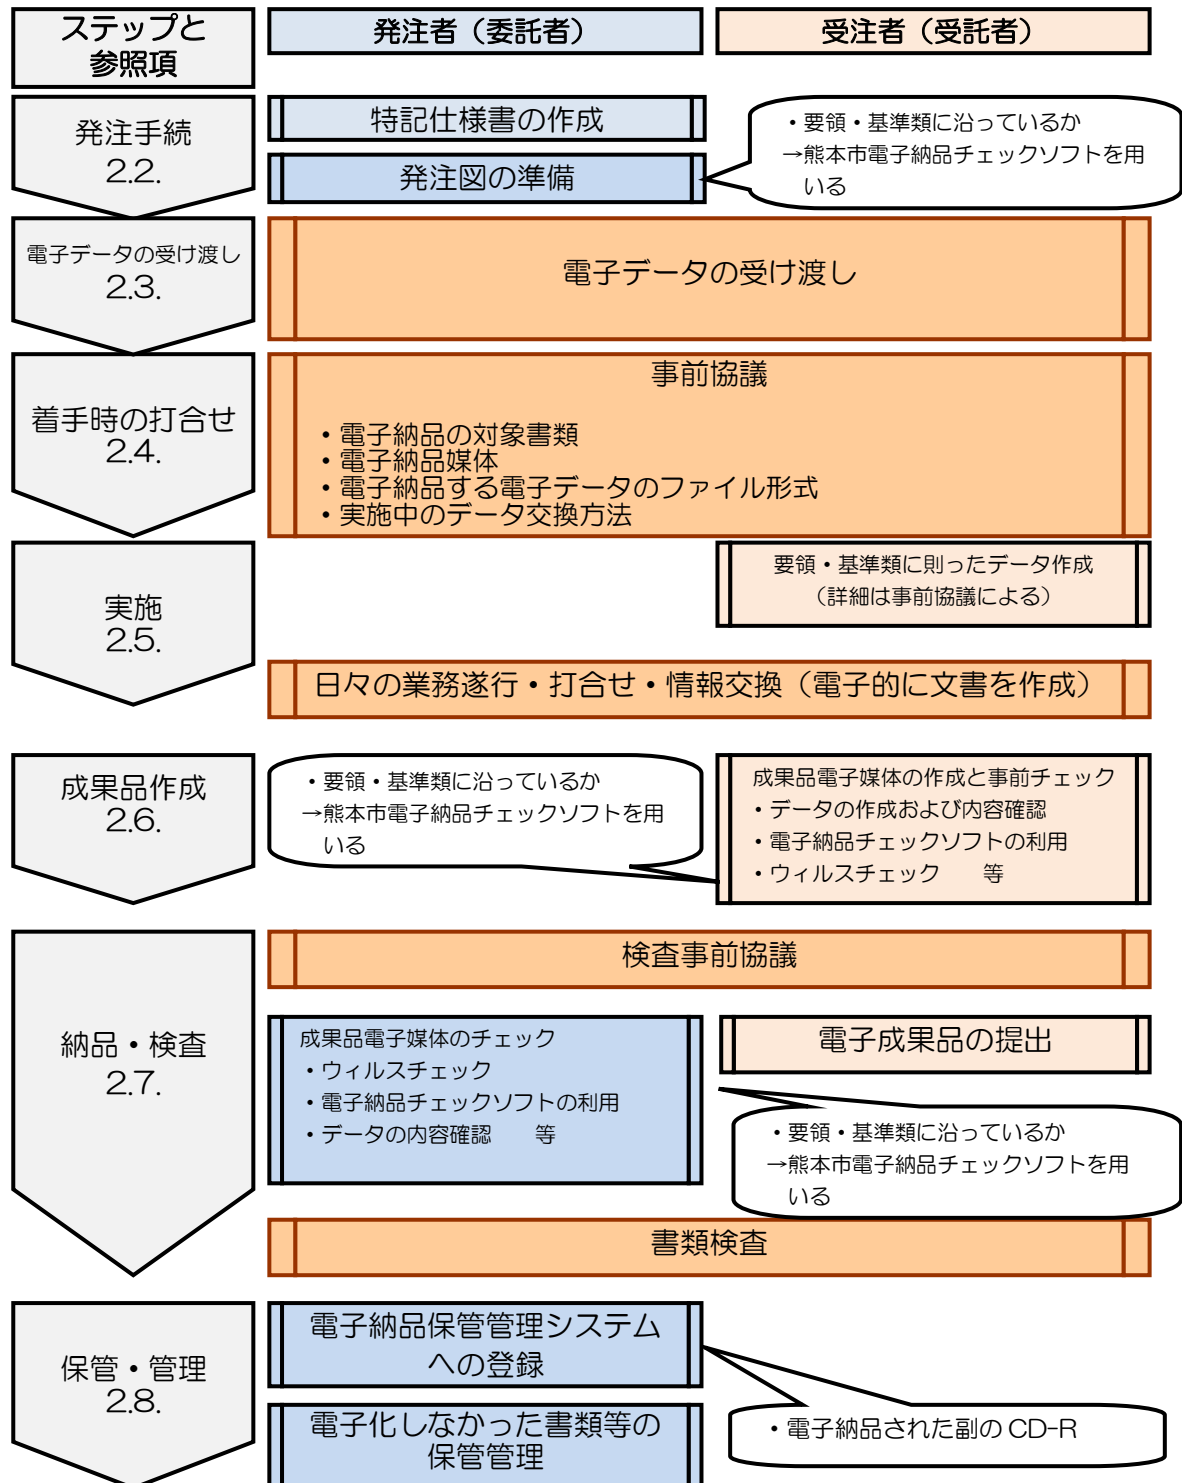 ステップと
参照項
発注者（委託者）
受注者（受託者）
発注手続
2.2.
特記仕様書の作成
発注図の準備
・要領・基準類に沿っているか
→熊本市電子納品チェックソフトを用
いる
電子データの受け渡し
2.3.
電子データの受け渡し
着手時の打合せ
2.4.
事前協議
・電子納品の対象書類
・電子納品媒体
・電子納品する電子データのファイル形式
・実施中のデータ交換方法
実施
2.5.
要領・基準類に則ったデータ作成
（詳細は事前協議による）
日々の業務遂行・打合せ・情報交換（電子的に文書を作成）
成果品作成
2.6.
・要領・基準類に沿っているか
→熊本市電子納品チェックソフトを用
いる
成果品電子媒体の作成と事前チェック
・データの作成および内容確認
・電子納品チェックソフトの利用
・ウィルスチェック　　等
納品・検査
2.7.
検査事前協議
成果品電子媒体のチェック
・ウィルスチェック
・電子納品チェックソフトの利用
・データの内容確認　　等
電子成果品の提出
・要領・基準類に沿っているか
→熊本市電子納品チェックソフトを用
いる
書類検査
保管・管理
2.8.
電子納品保管管理システム
への登録
電子化しなかった書類等の
保管管理
・電子納品された副の CD-R